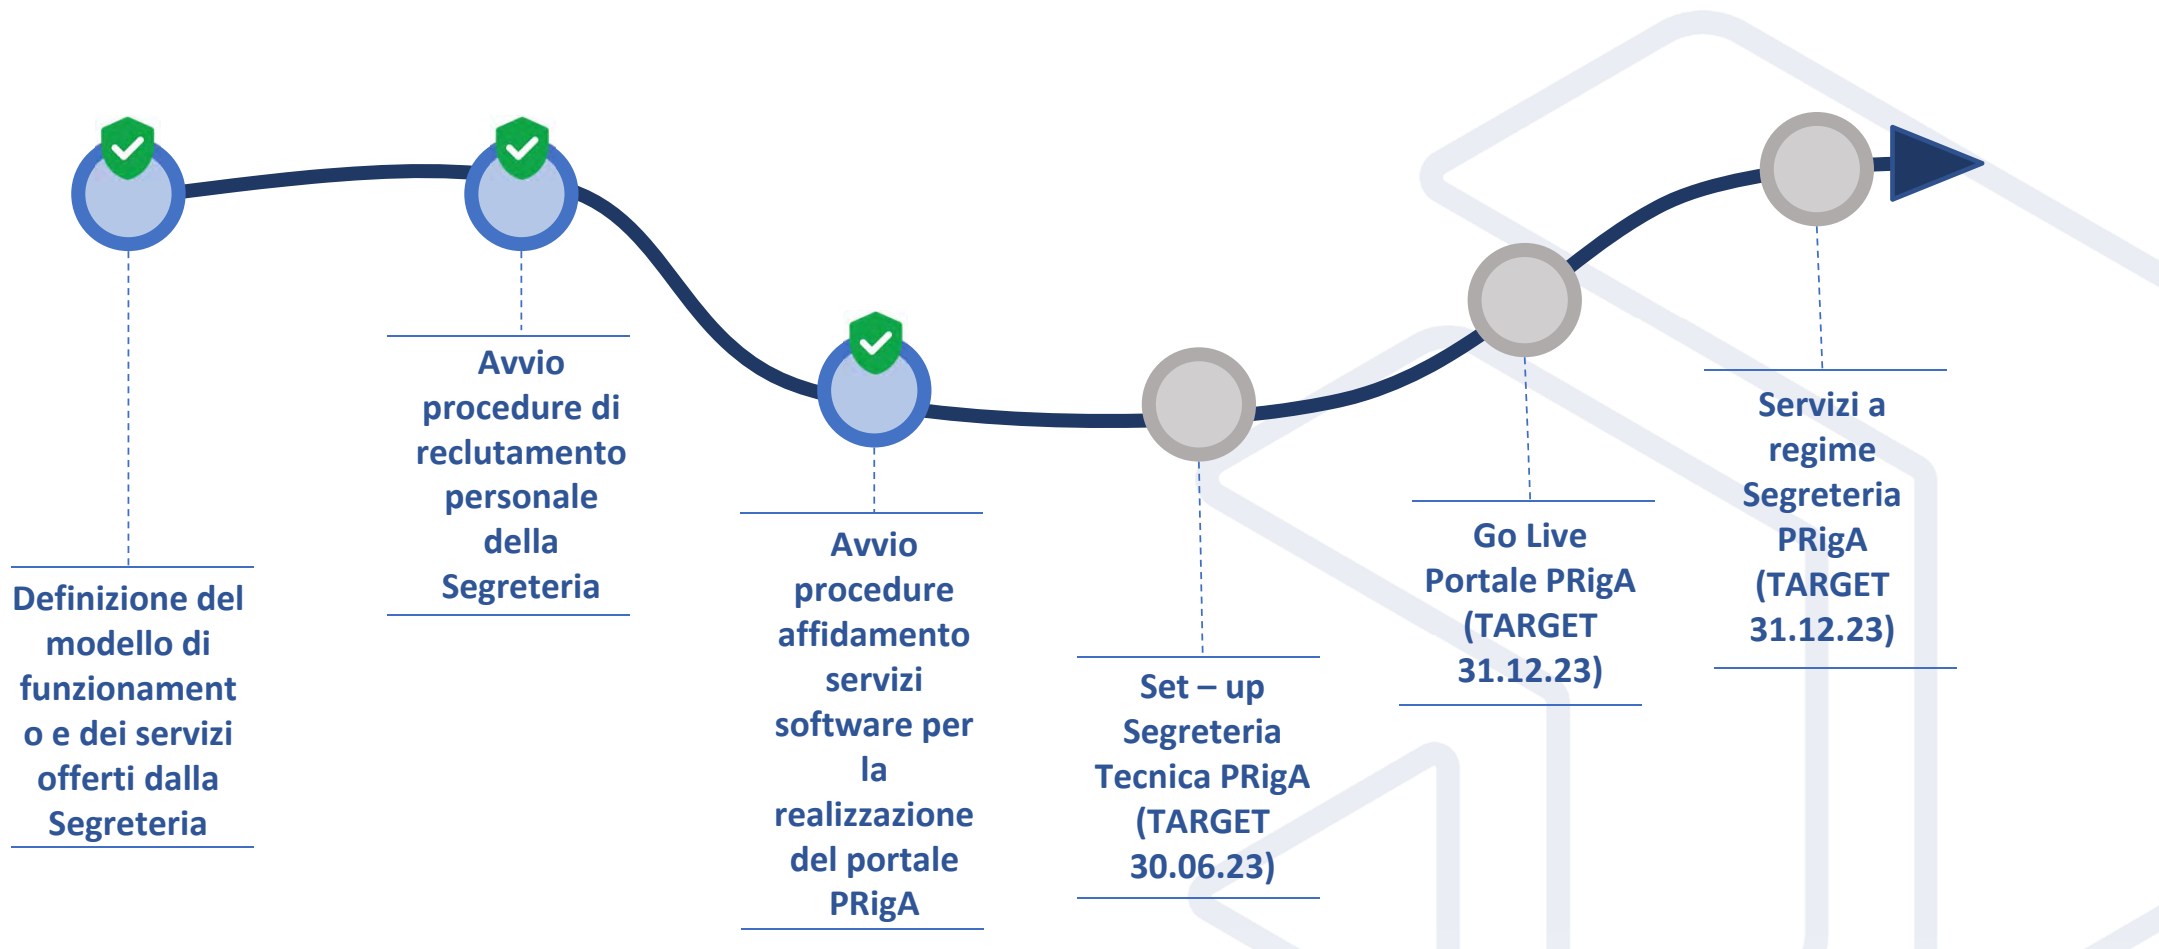 Definizione del
modello di
funzionament
o e dei servizi
offerti dalla
Segreteria
Avvio
procedure di
reclutamento
personale
della
Segreteria
Avvio
procedure
affidamento
servizi
software per
la
realizzazione
del portale
PRigA
Set – up
Segreteria
Tecnica PRigA
(TARGET
30.06.23)
Go Live
Portale PRigA
(TARGET
31.12.23)
Servizi a
regime
Segreteria
PRigA
(TARGET
31.12.23)